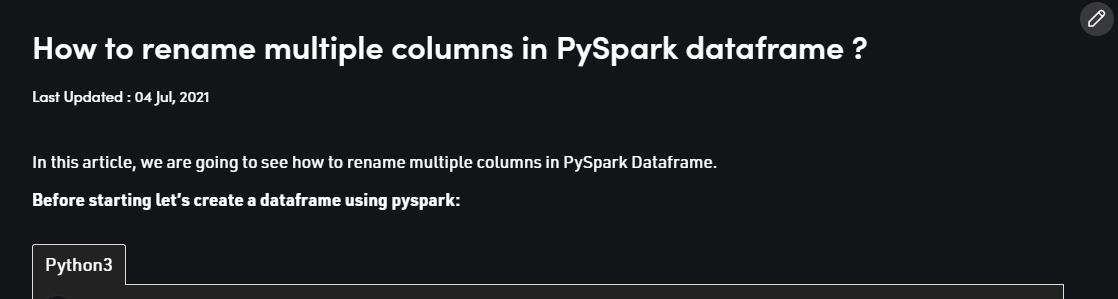 How to rename multiple columns in PySpark dataframe ?
Last Updated : 04 Jul, 2021
In this article, we are going to see how to rename multiple columns in PySpark Dataframe.
Before starting let’s create a dataframe using pyspark:
Python3